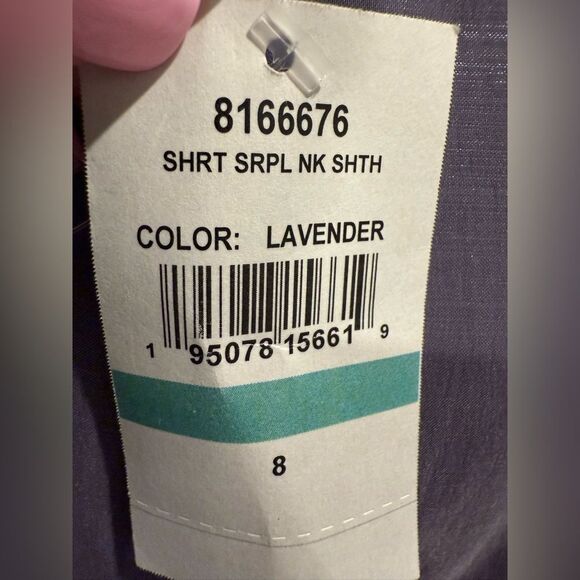 8166676
SHRT SRPL NK SHTH
COLOR: LAVENDER
1 95078 15661 9
8